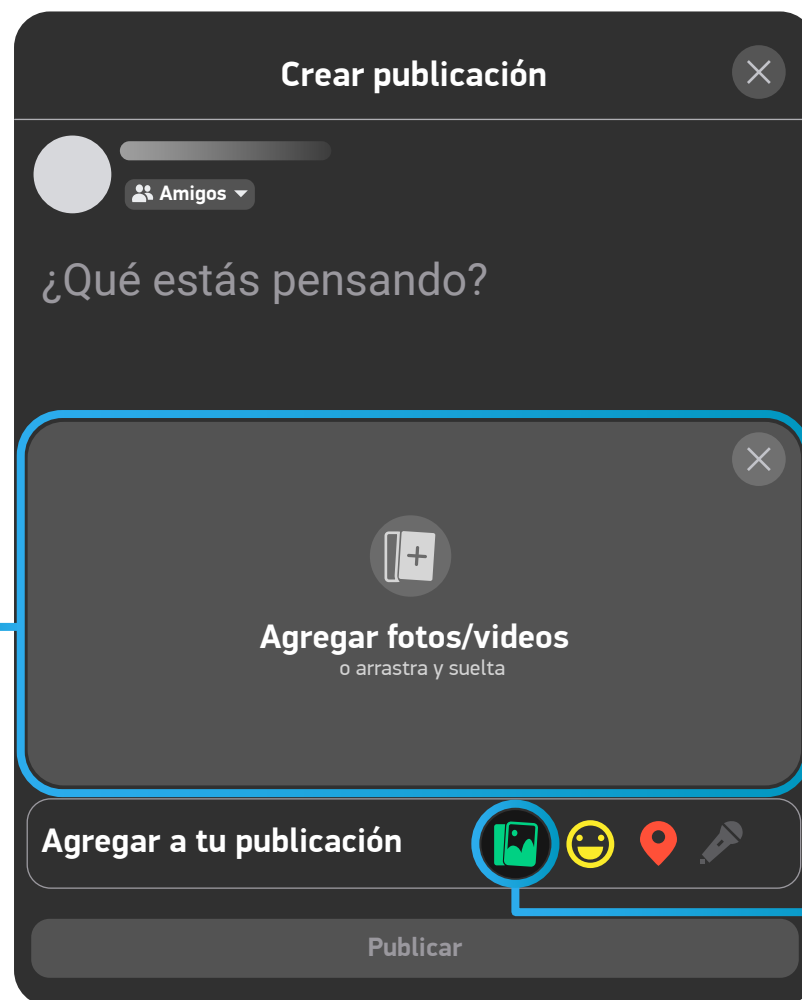 Crear publicación
Amigos
¿Qué estás pensando?
Agregar fotos/videos
o arrastra y suelta
Agregar a tu publicación
Publicar